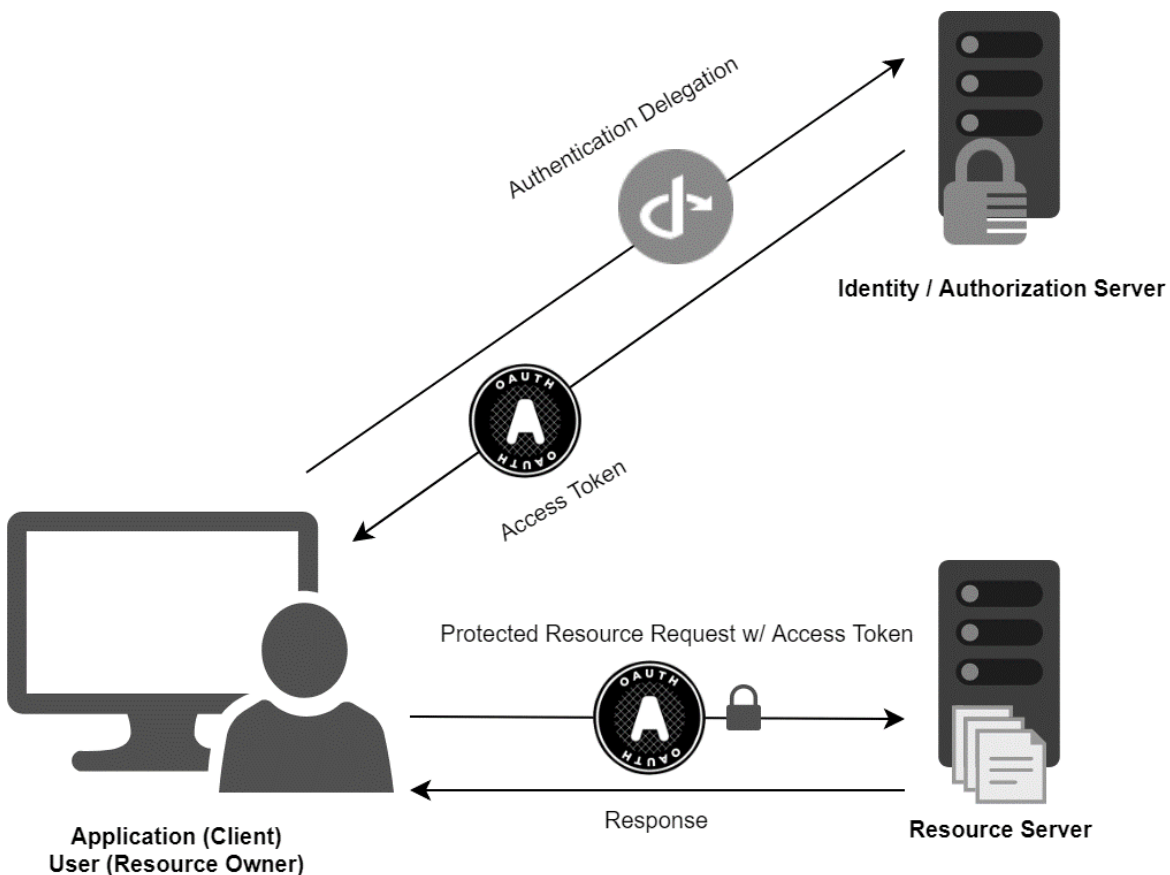 Authentication Delegation
Identity / Authorization Server
OAUTH
A
OAUTH
Access Token
Protected Resource Request w/ Access Token
OAUTH
A
OAUTH
Response
Application (Client)
User (Resource Owner)
Resource Server